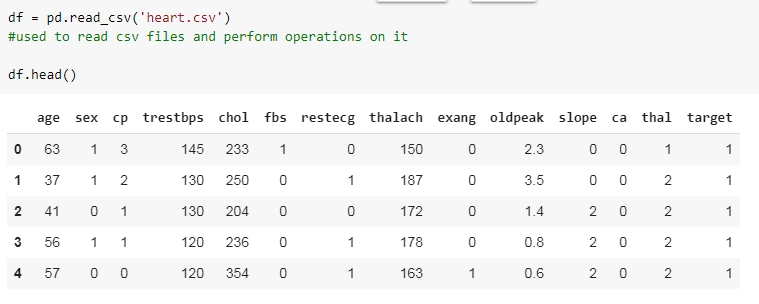 df = pd.read_csv('heart.csv')
#used to read csv files and perform operations on it
df.head()
age sex cp trestbps chol fbs restecg thalach exang oldpeak slope ca thal target
0 63 1 3 145 233 1 0 150 0 2.3 0 0 1 1
1 37 1 2 130 250 0 1 187 0 3.5 0 0 2 1
2 41 0 1 130 204 0 0 172 0 1.4 2 0 2 1
3 56 1 1 120 236 0 1 178 0 0.8 2 0 2 1
4 57 0 0 120 354 0 1 163 1 0.6 2 0 2 1